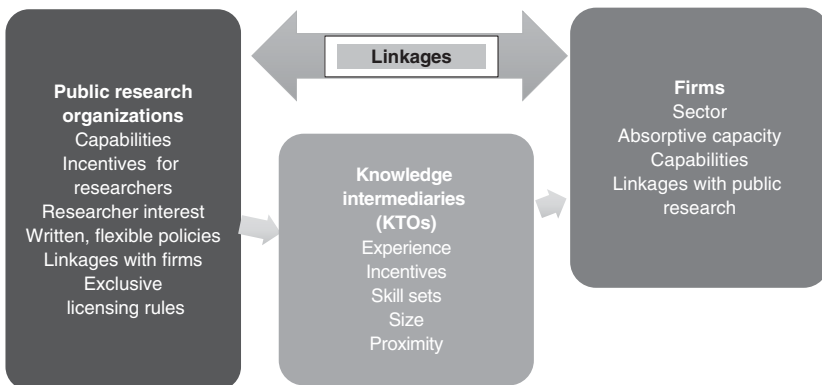 Linkages
Public research
organizations
Capabilities
Incentives for
researchers
Researcher interest
Written, flexible policies
Linkages with firms
Exclusive
licensing rules
Knowledge
intermediaries
(KTOs)
Experience
Incentives
Skill sets
Size
Proximity
Firms
Sector
Absorptive capacity
Capabilities
Linkages with public
research